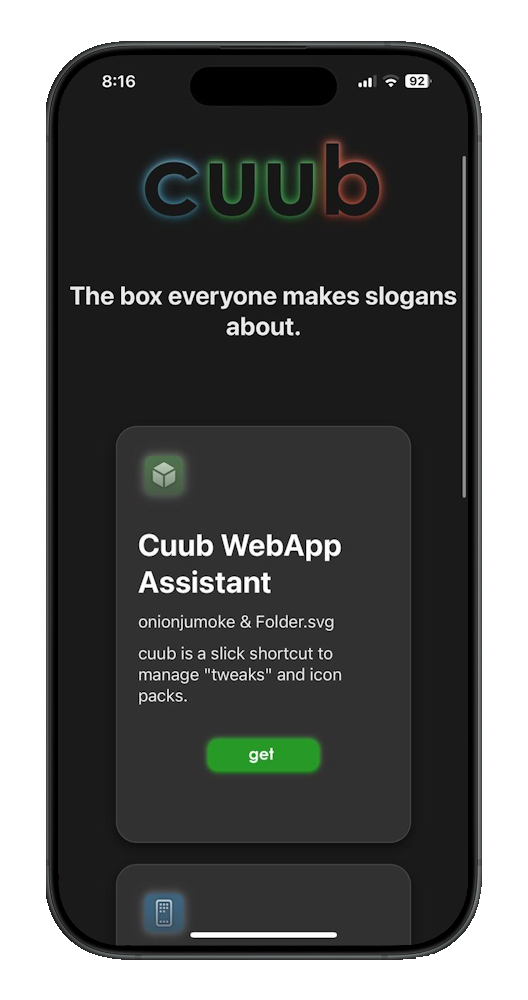 8:16
92
cuub
The box everyone makes slogans
about.
Cuub WebApp
Assistant
onionjumoke & Folder.svg
cuub is a slick shortcut to
manage "tweaks" and icon
packs.
get